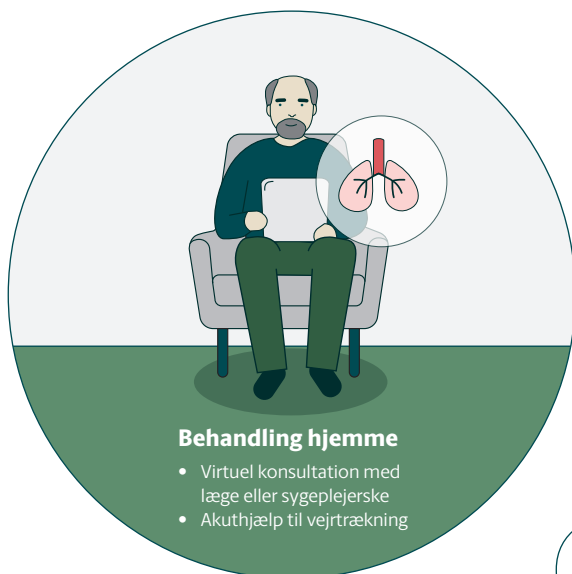 Behandling hjemme
• Virtuel konsultation med
læge eller sygeplejerske
• Akuthjælp til vejrtrækning